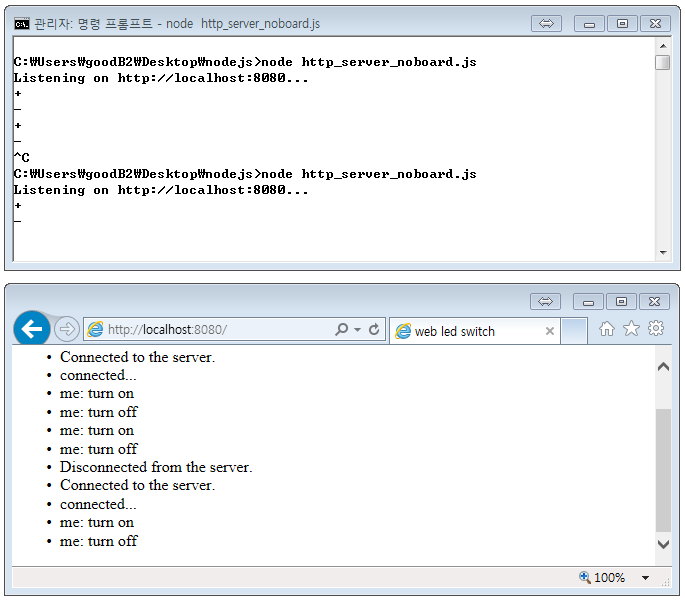 관리자: 명령 프롬프트 - node  http_server_noboard.js
C:₩Users₩goodB2₩Desktop₩nodejs>node http_server_noboard.js
Listening on http://localhost:8080...
+
-
+
-
^C
C:₩Users₩goodB2₩Desktop₩nodejs>node http_server_noboard.js
Listening on http://localhost:8080...
+
-
http://localhost:8080/
web led switch
• Connected to the server.
• connected...
• me: turn on
• me: turn off
• me: turn on
• me: turn off
• Disconnected from the server.
• Connected to the server.
• connected...
• me: turn on
• me: turn off
100%